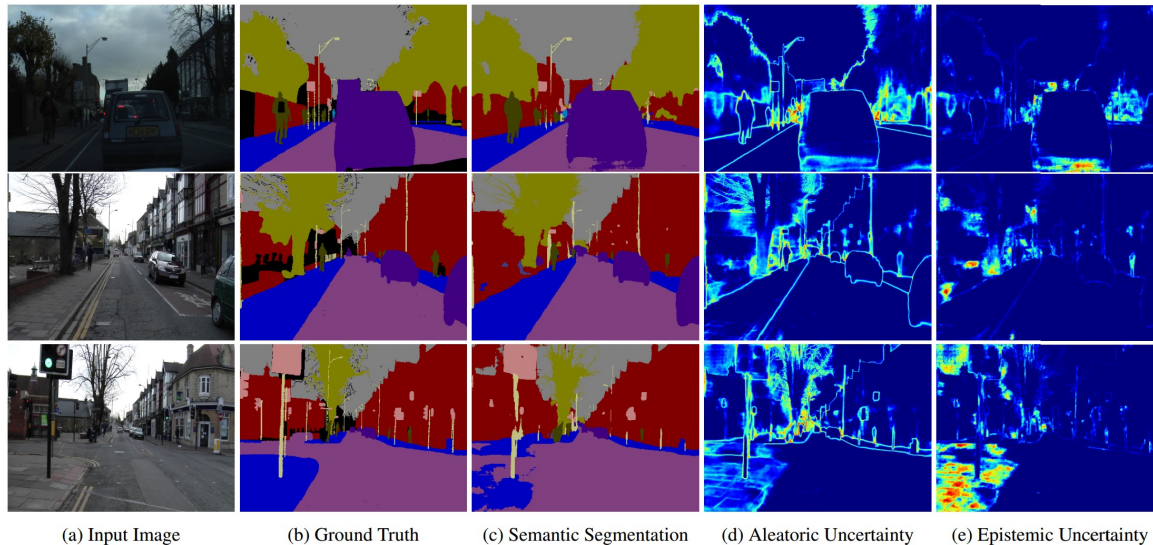 (a) Input Image
(b) Ground Truth
(c) Semantic Segmentation
(d) Aleatoric Uncertainty
(e) Epistemic Uncertainty